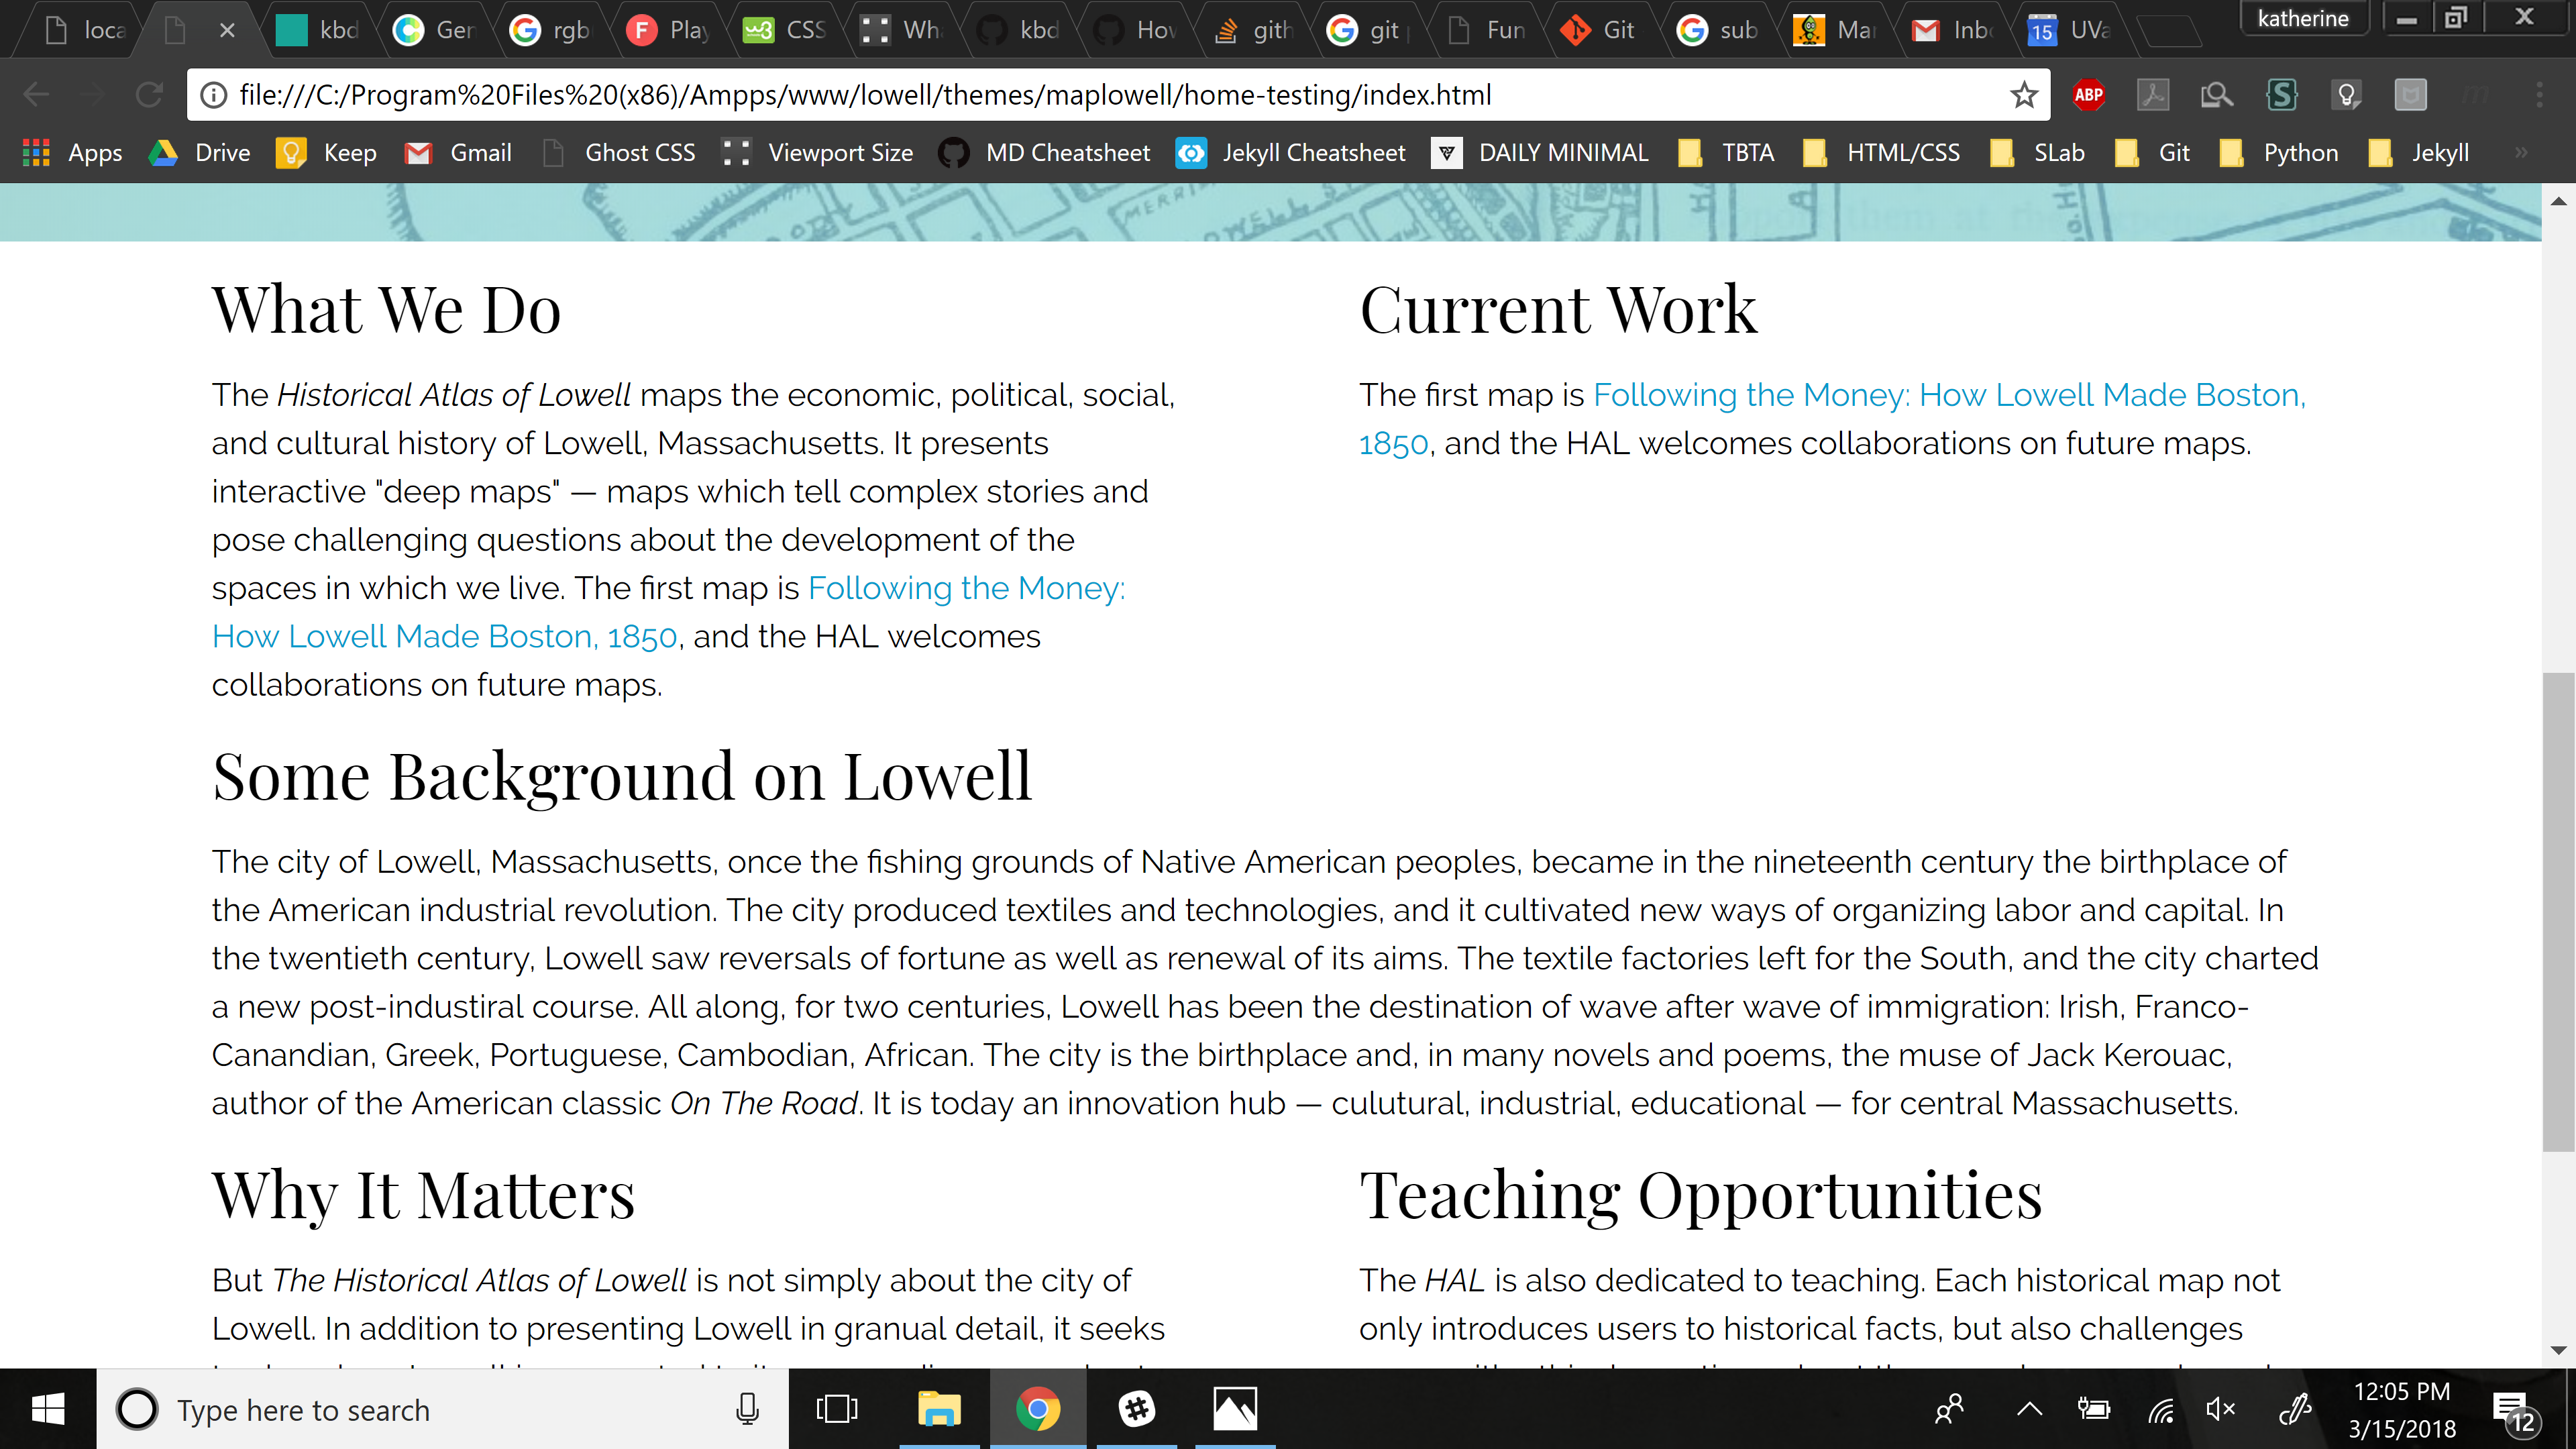 loca
kbd
Gen
rgb
Play
CSS
Wha
kbd
How
gith
git
Fun
Git
sub
Mar
Inbo
UVa
katherine
file:///C:/Program%20Files%20(x86)/Ampps/www/lowell/themes/maplowell/home-testing/index.html
ABP
Apps
Drive
Keep
Gmail
Ghost CSS
Viewport Size
MD Cheatsheet
Jekyll Cheatsheet
DAILY MINIMAL
TBTA
HTML/CSS
SLab
Git
Python
Jekyll
What We Do
The Historical Atlas of Lowell maps the economic, political, social,
and cultural history of Lowell, Massachusetts. It presents
interactive "deep maps" — maps which tell complex stories and
pose challenging questions about the development of the
spaces in which we live. The first map is Following the Money:
How Lowell Made Boston, 1850, and the HAL welcomes
collaborations on future maps.
Current Work
The first map is Following the Money: How Lowell Made Boston,
1850, and the HAL welcomes collaborations on future maps.
Some Background on Lowell
The city of Lowell, Massachusetts, once the fishing grounds of Native American peoples, became in the nineteenth century the birthplace of
the American industrial revolution. The city produced textiles and technologies, and it cultivated new ways of organizing labor and capital. In
the twentieth century, Lowell saw reversals of fortune as well as renewal of its aims. The textile factories left for the South, and the city charted
a new post-industiral course. All along, for two centuries, Lowell has been the destination of wave after wave of immigration: Irish, Franco-
Canandian, Greek, Portuguese, Cambodian, African. The city is the birthplace and, in many novels and poems, the muse of Jack Kerouac,
author of the American classic On The Road. It is today an innovation hub — culutural, industrial, educational — for central Massachusetts.
Why It Matters
But The Historical Atlas of Lowell is not simply about the city of
Lowell. In addition to presenting Lowell in granual detail, it seeks
Teaching Opportunities
The HAL is also dedicated to teaching. Each historical map not
only introduces users to historical facts, but also challenges
Type here to search
12:05 PM
3/15/2018
12